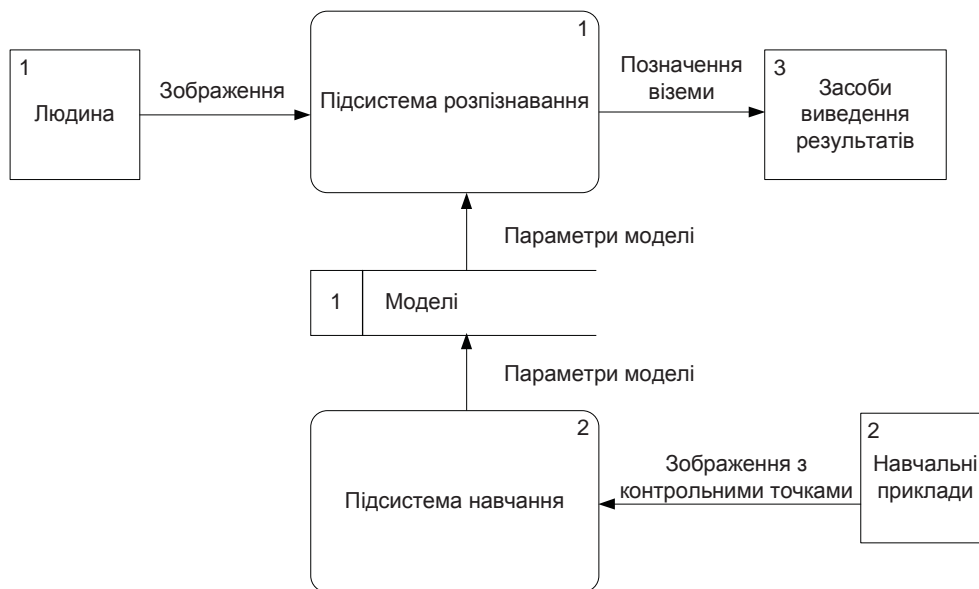 1
Людина
Зображення
1
Підсистема розпізнавання
Позначення
віземи
3
Засоби
виведення
результатів
Параметри моделі
1
Моделі
Параметри моделі
2
Підсистема навчання
Зображення з
контрольними точками
2
Навчальні
приклади